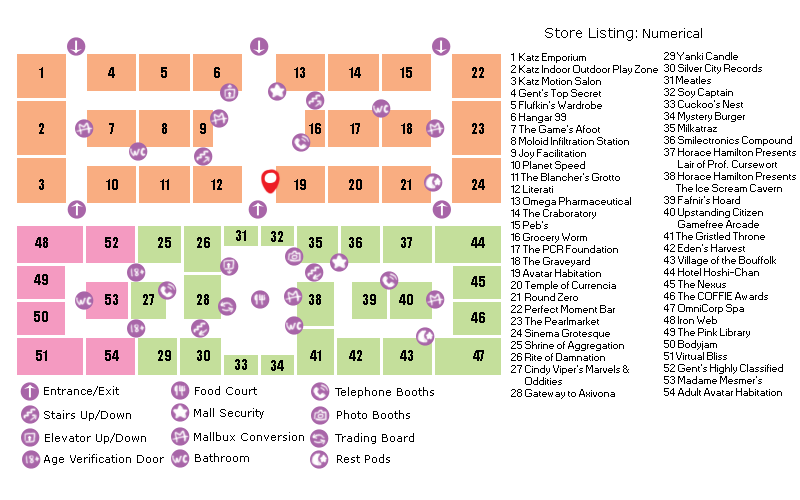 Store Listing: Numerical
1 4 5 6 13 14 15 22
2 7 8 9 16 17 18 23
3 10 11 12 19 20 21 24
48 52 25 26 31 32 35 36 37 44
49 45
50 53 27 28 38 39 40 46
51 54 29 30 33 34 41 42 43 47
WC
WC
WC
WC
WC
18+
18+
1 Katz Emporium
2 Katz Indoor Outdoor Play Zone
3 Katz Motion Salon
4 Gent's Top Secret
5 Flufkin's Wardrobe
6 Hangar 99
7 The Game's Afoot
8 Moloid Infiltration Station
9 Joy Facilitation
10 Planet Speed
11 The Blancher's Grotto
12 Literati
13 Omega Pharmaceutical
14 The Craboratory
15 Peb's
16 Grocery Worm
17 The PCR Foundation
18 The Graveyard
19 Avatar Habitation
20 Temple of Currencia
21 Round Zero
22 Perfect Moment Bar
23 The Pearlmarket
24 Sinema Grotesque
25 Shrine of Aggregation
26 Rite of Damnation
27 Cindy Viper's Marvels &
Oddities
28 Gateway to Axivona
29 Yanki Candle
30 Silver City Records
31 Meatles
32 Soy Captain
33 Cuckoo's Nest
34 Mystery Burger
35 Milkatraz
36 Smilectronics Compound
37 Horace Hamilton Presents
Lair of Prof. Cursewort
38 Horace Hamilton Presents
The Ice Scream Cavern
39 Fafnir's Hoard
40 Upstanding Citizen
Gamefree Arcade
41 The Gristled Throne
42 Eden's Harvest
43 Village of the Bouffolk
44 Hotel Hoshi-Chan
45 The Nexus
46 The COFFIE Awards
47 OmniCorp Spa
48 Iron Web
49 The Pink Library
50 Bodyjam
51 Virtual Bliss
52 Gent's Highly Classified
53 Madame Mesmer's
54 Adult Avatar Habitation
Entrance/Exit
Stairs Up/Down
Elevator Up/Down
18+ Age Verification Door
Food Court
Mall Security
Mallbux Conversion
WC Bathroom
Telephone Booths
Photo Booths
Trading Board
Rest Pods